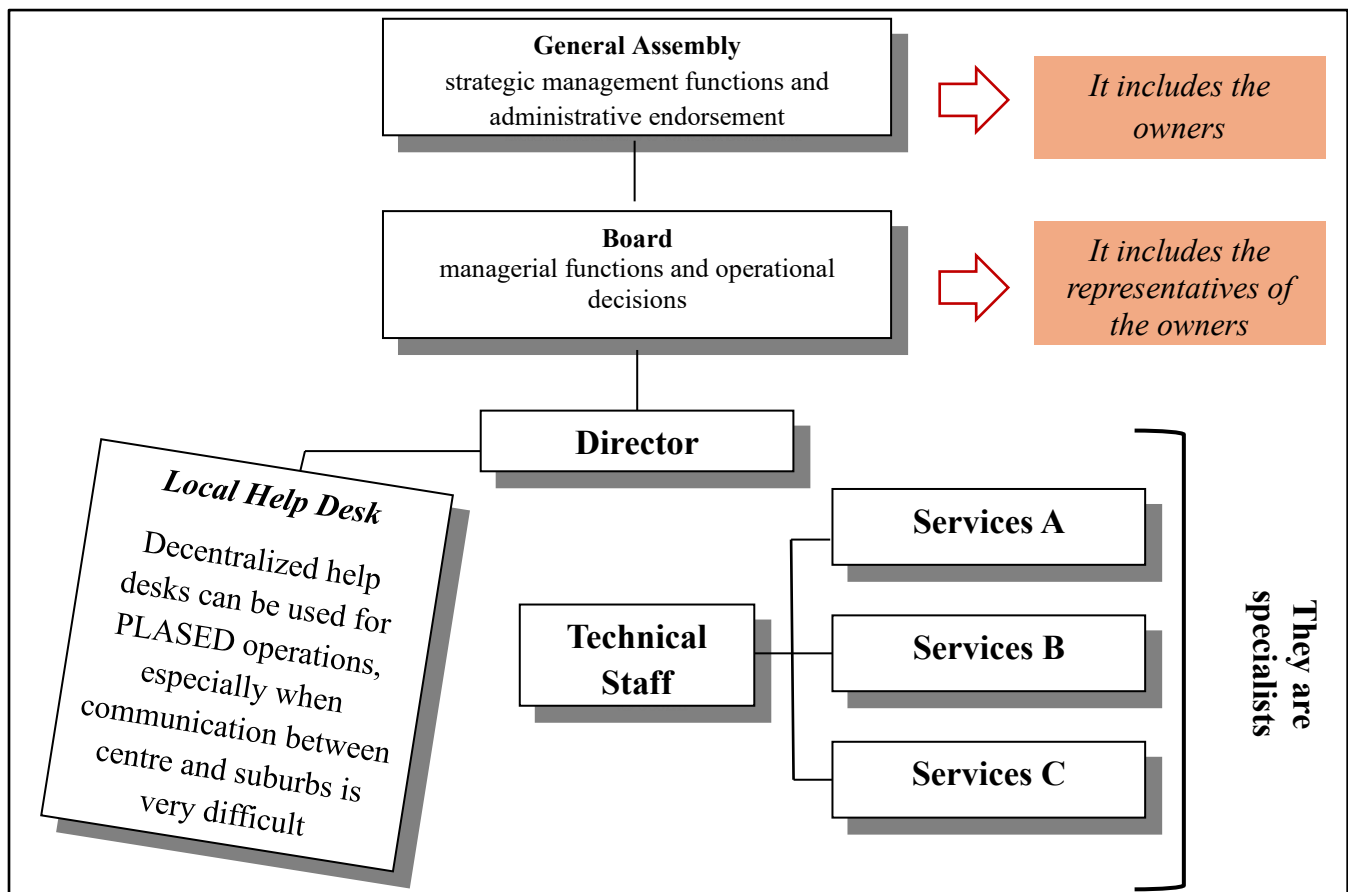 General Assembly
strategic management functions and
administrative endorsement
It includes the
owners
Board
managerial functions and operational
decisions
It includes the
representatives of
the owners
Director
Local Help Desk
Decentralized help
desks can be used for
PLASED operations,
especially when
communication between
centre and suburbs is
very difficult
Technical
Staff
Services A
Services B
Services C
They are
specialists